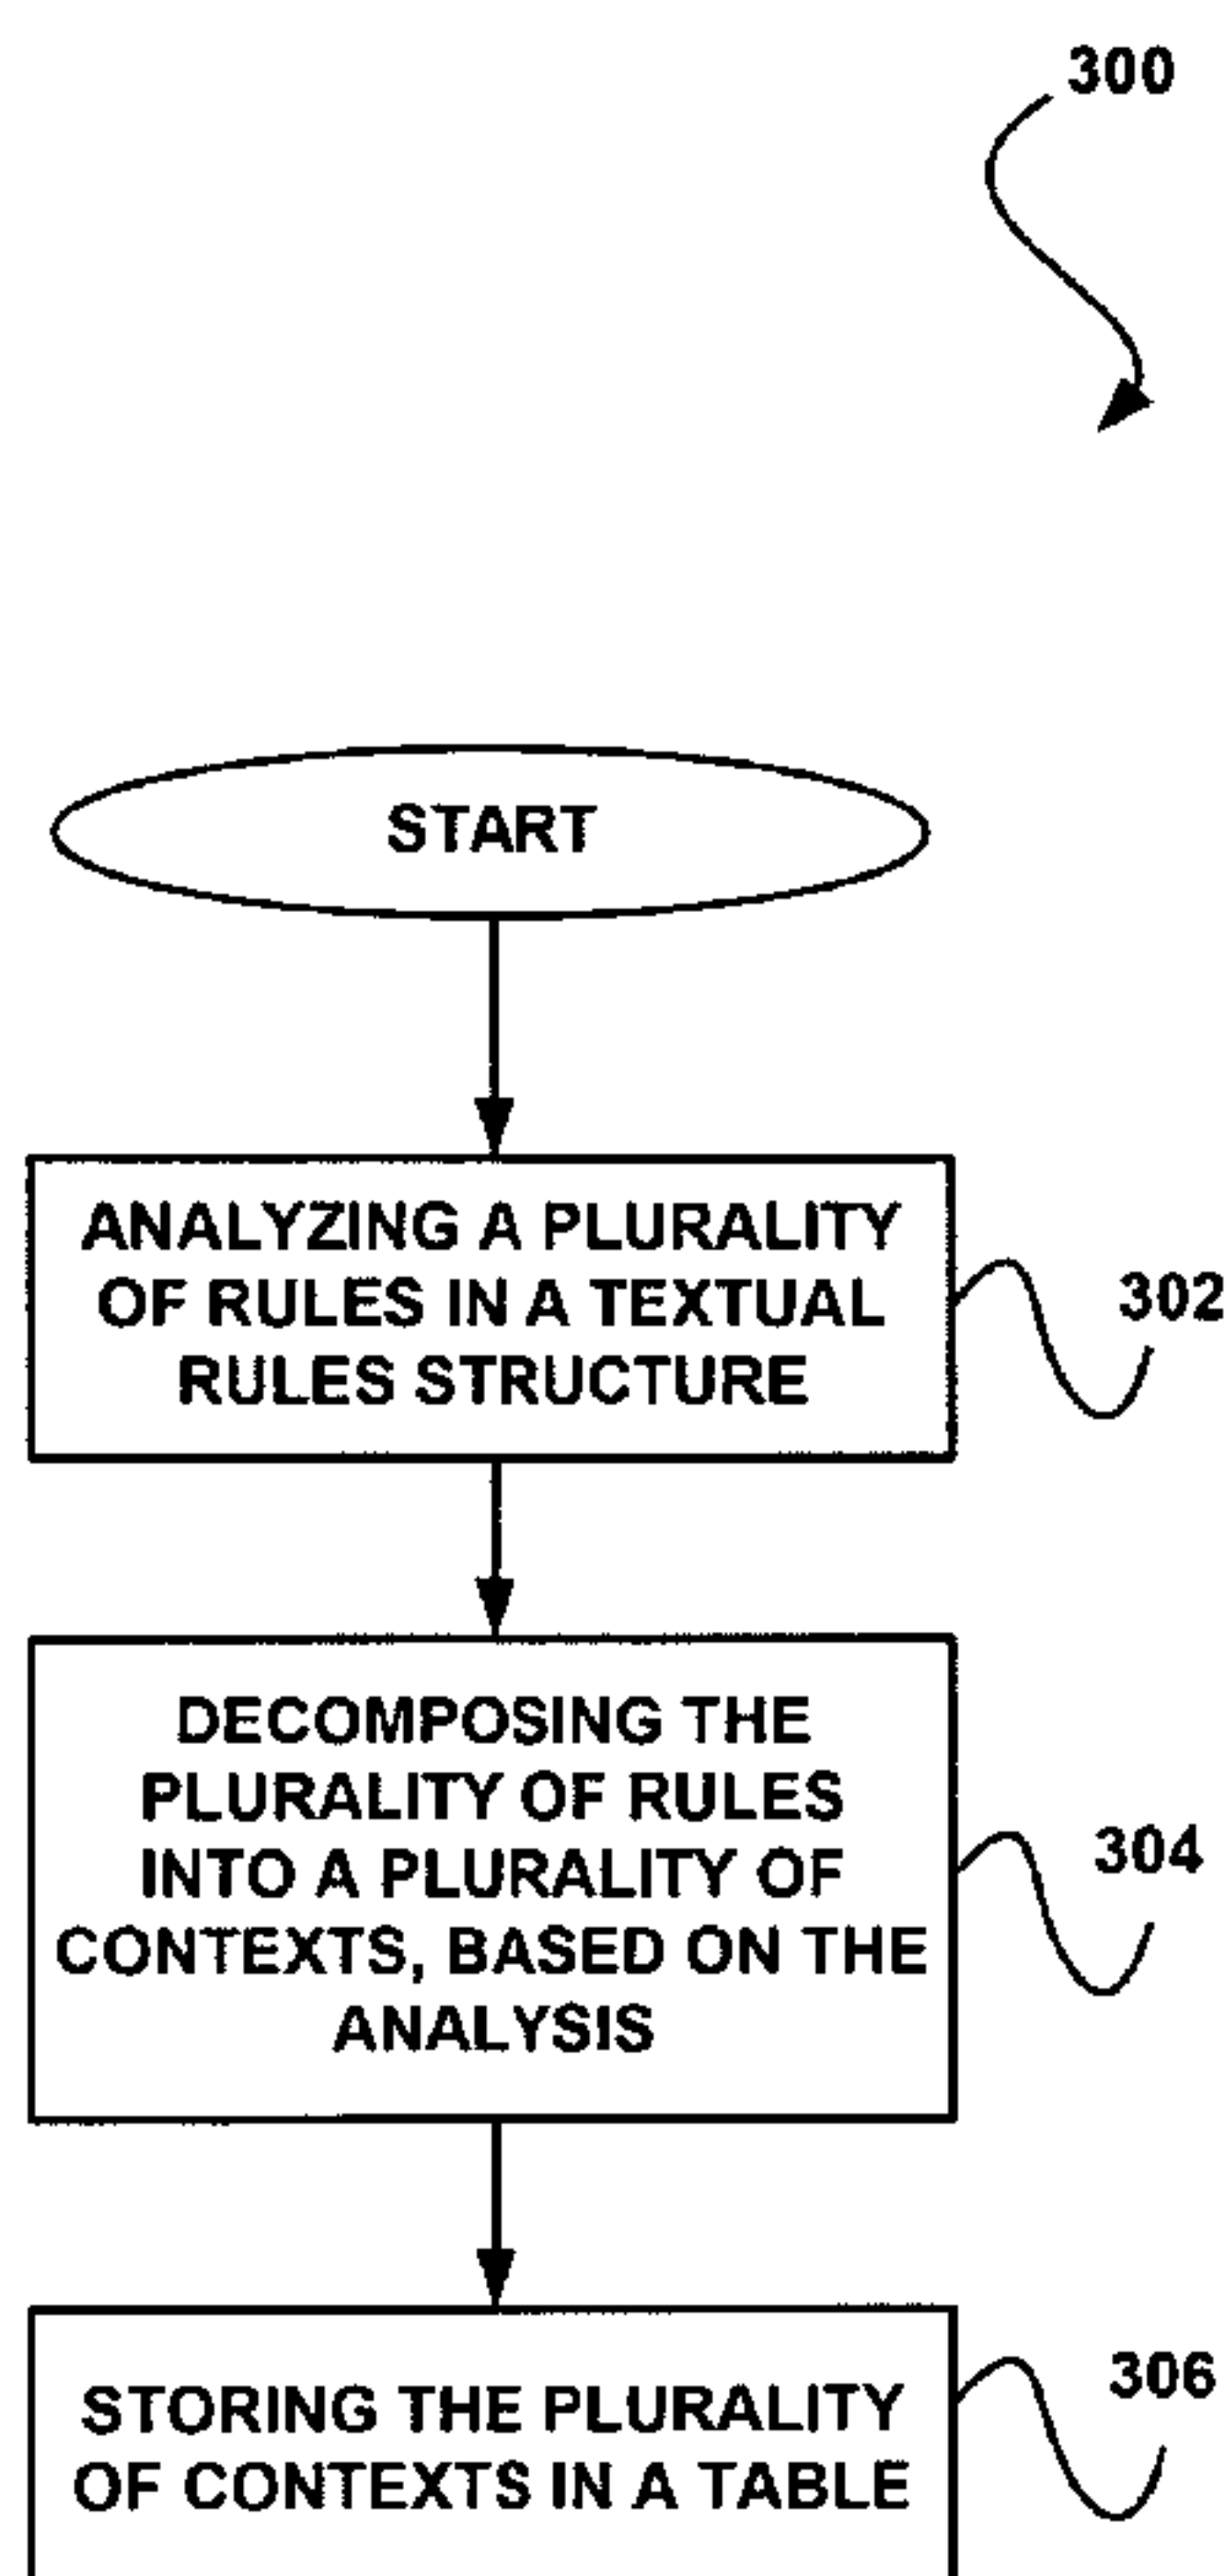 300
START
ANALYZING A PLURALITY
OF RULES IN A TEXTUAL
RULES STRUCTURE
302
DECOMPOSING THE
PLURALITY OF RULES
INTO A PLURALITY OF
CONTEXTS, BASED ON THE
ANALYSIS
304
STORING THE PLURALITY
OF CONTEXTS IN A TABLE
306